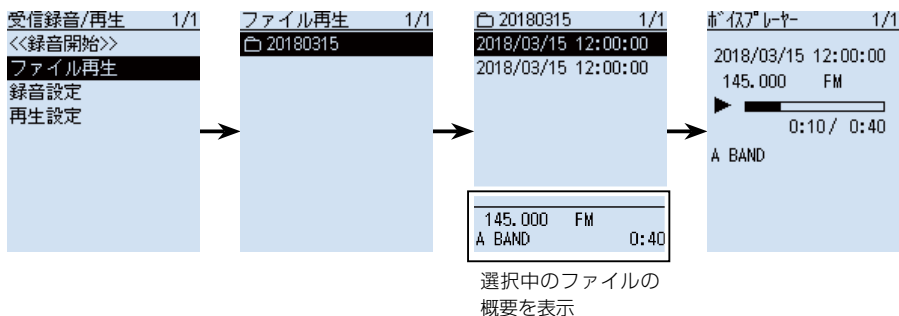 受信録音/再生 1/1
<<録音開始>>
ファイル再生
録音設定
再生設定
ファイル再生 1/1
20180315
20180315 1/1
2018/03/15 12:00:00
2018/03/15 12:00:00
145.000 FM
A BAND 0:40
選択中のファイルの
概要を表示
ﾎﾞｲｽﾌﾟﾚｰﾔｰ 1/1
2018/03/15 12:00:00
145.000 FM
0:10/ 0:40
A BAND